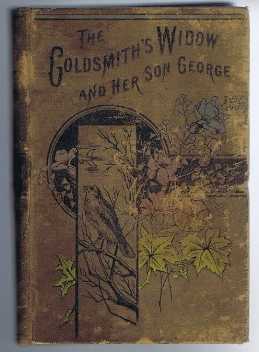 THE
GOLDSMITH'S WIDOW
AND HER SON GEORGE